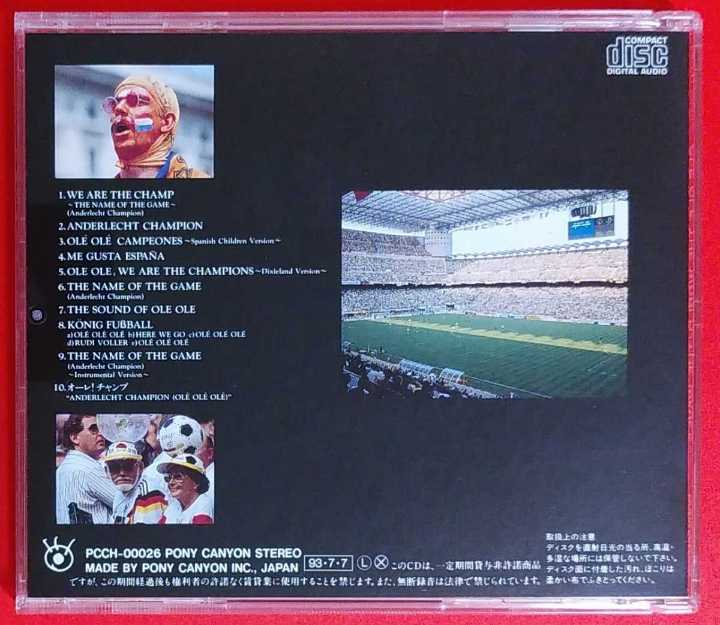 COMPACT
disc
DIGITAL AUDIO
1.WE ARE THE CHAMP
~THE NAME OF THE GAME~
(Anderlecht Champion)
2.ANDERLECHT CHAMPION
3.OLÉ OLÉ CAMPEONES~Spanish Children Version~
4.ME GUSTA ESPAÑA
5.OLE OLE, WE ARE THE CHAMPIONS~Dixieland Version~
6.THE NAME OF THE GAME
(Anderlecht Champion)
7.THE SOUND OF OLE OLE
8.KÖNIG FUßBALL
a)OLÉ OLÉ OLÉ b)HERE WE GO c)OLÉ OLÉ OLÉ
d)RUDI VOLLER e)OLÉ OLÉ OLÉ
9.THE NAME OF THE GAME
(Anderlecht Champion)
~Instrumental Version~
10.オーレ!チャンプ
"ANDERLECHT CHAMPION (OLÉ OLÉ OLÉ)"
PCCH-00026 PONY CANYON STEREO
MADE BY PONY CANYON INC., JAPAN 93・7・7 Ⓛ Ⓧ このCDは、一定期間貸与非許諾商品
ですが、この期間経過後も権利者の許諾なく賃貸業に使用することを禁じます。また、無断録音は法律で禁じられています。
取扱上の注意
ディスクを直射日光の当る所、高温・
多湿な場所には保管しないで下さい。
ディスク面に付着した汚れ、ほこりは
柔かい布でふきとってください。